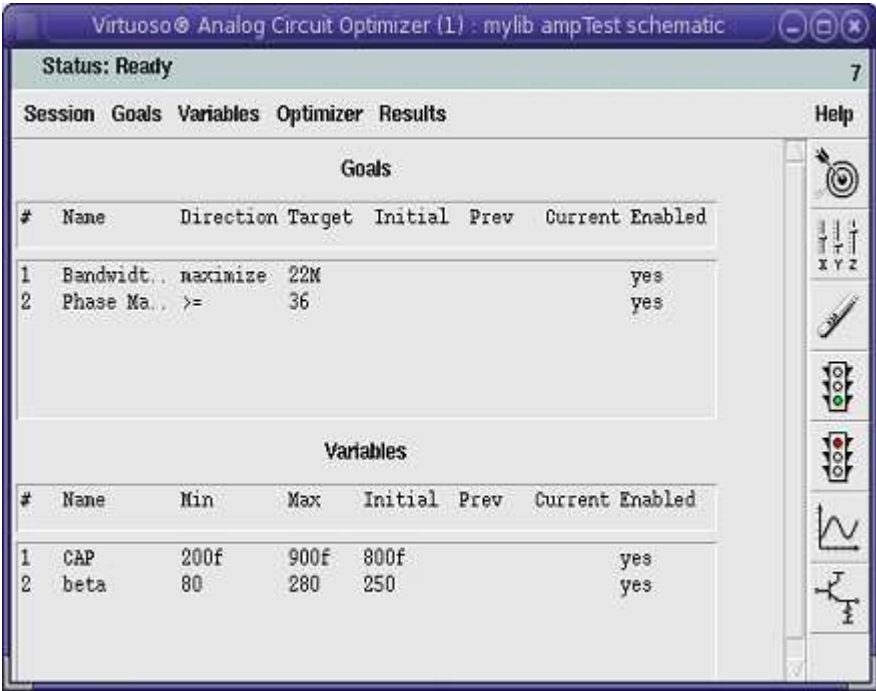 Virtuoso® Analog Circuit Optimizer (1) : mylib ampTest schematic
Status: Ready 7
Session Goals Variables Optimizer Results Help
Goals
# Name Direction Target Initial Prev Current Enabled
1 Bandwidt.. maximize 22M yes
2 Phase Ma.. >= 36 yes
X Y Z
Variables
# Name Min Max Initial Prev Current Enabled
1 CAP 200f 900f 800f yes
2 beta 80 280 250 yes